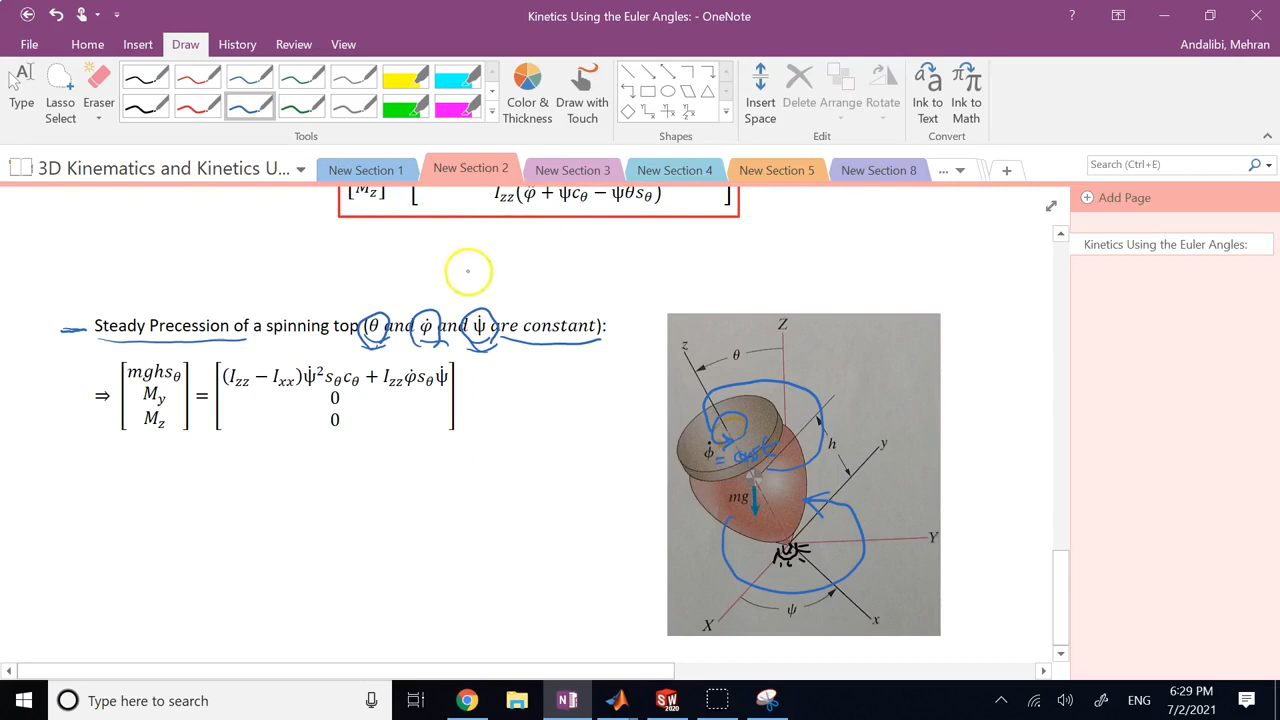 Kinetics Using the Euler Angles: - OneNote
Andalibi, Mehran
File Home Insert Draw History Review View
Type
Lasso Select
Eraser
Color & Thickness
Draw with Touch
Insert Space
Delete
Arrange
Rotate
Ink to Text
Ink to Math
Tools
Shapes
Edit
Convert
3D Kinematics and Kinetics U...
New Section 1
New Section 2
New Section 3
New Section 4
New Section 5
New Section 8
...
Search (Ctrl+E)
Add Page
Kinetics Using the Euler Angles:
[M_z] [ I_zz(φ̈ + ψ̈c_θ − ψ̇θ̇s_θ) ]
Steady Precession of a spinning top (θ and φ̇ and ψ̇ are constant):
⇒ [mghs_θ] = [(I_zz − I_xx)ψ̇²s_θc_θ + I_zzφ̇s_θψ̇]
[M_y] [0]
[M_z] [0]
Z
z
θ
h
y
φ̇
= const
mg
Y
X
ψ
x
Type here to search
ENG
6:29 PM
7/2/2021